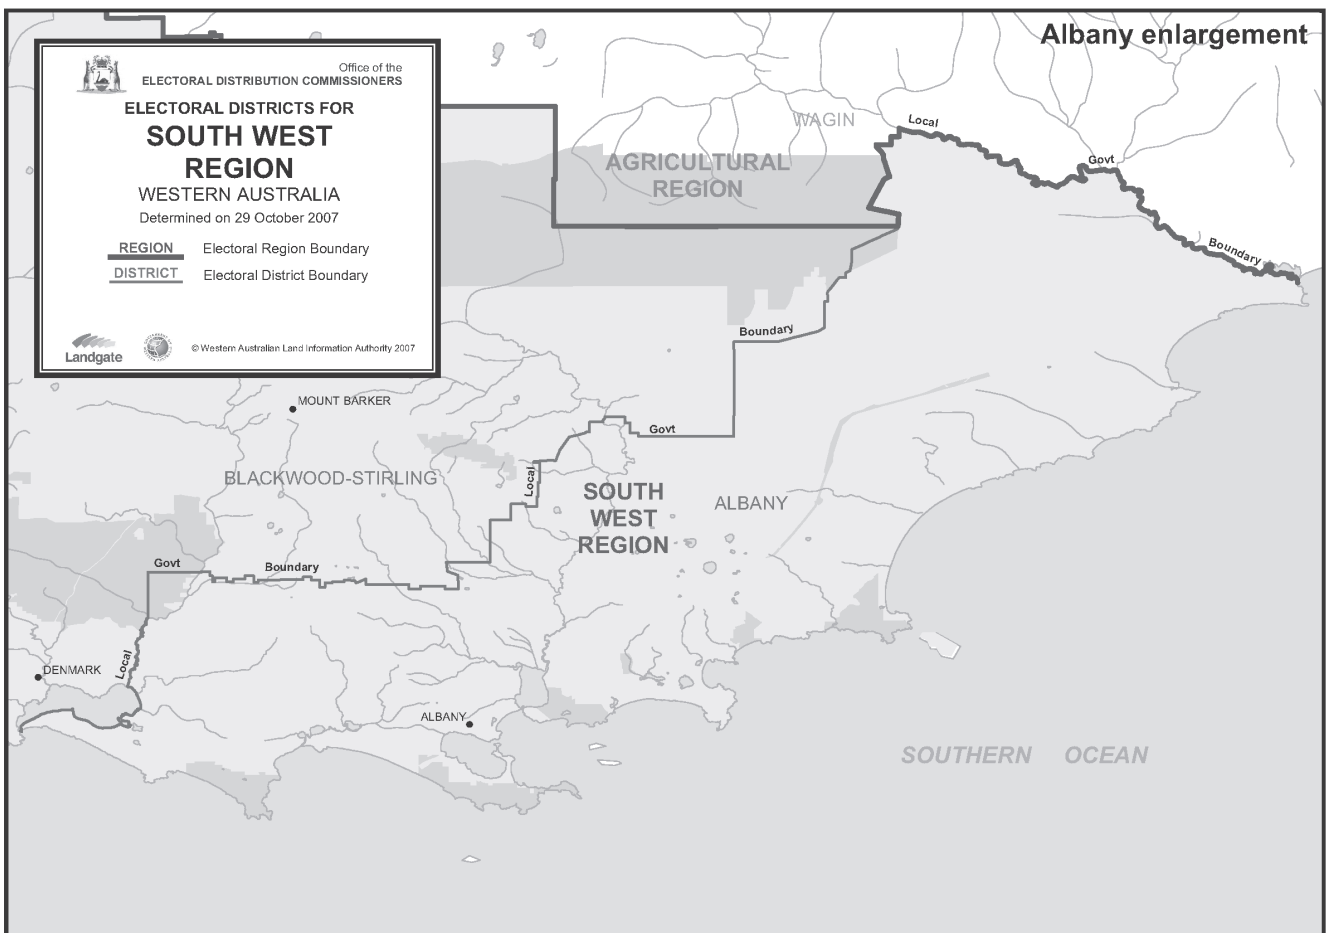 Albany enlargement
Office of the
ELECTORAL DISTRIBUTION COMMISSIONERS
ELECTORAL DISTRICTS FOR
SOUTH WEST
REGION
WESTERN AUSTRALIA
Determined on 29 October 2007
REGION Electoral Region Boundary
DISTRICT Electoral District Boundary
Landgate
© Western Australian Land Information Authority 2007
WAGIN
Local
AGRICULTURAL
REGION
Govt
Boundary
Boundary
MOUNT BARKER
Govt
BLACKWOOD-STIRLING
Local
SOUTH
WEST
REGION
ALBANY
Govt
Boundary
Local
DENMARK
ALBANY
SOUTHERN OCEAN